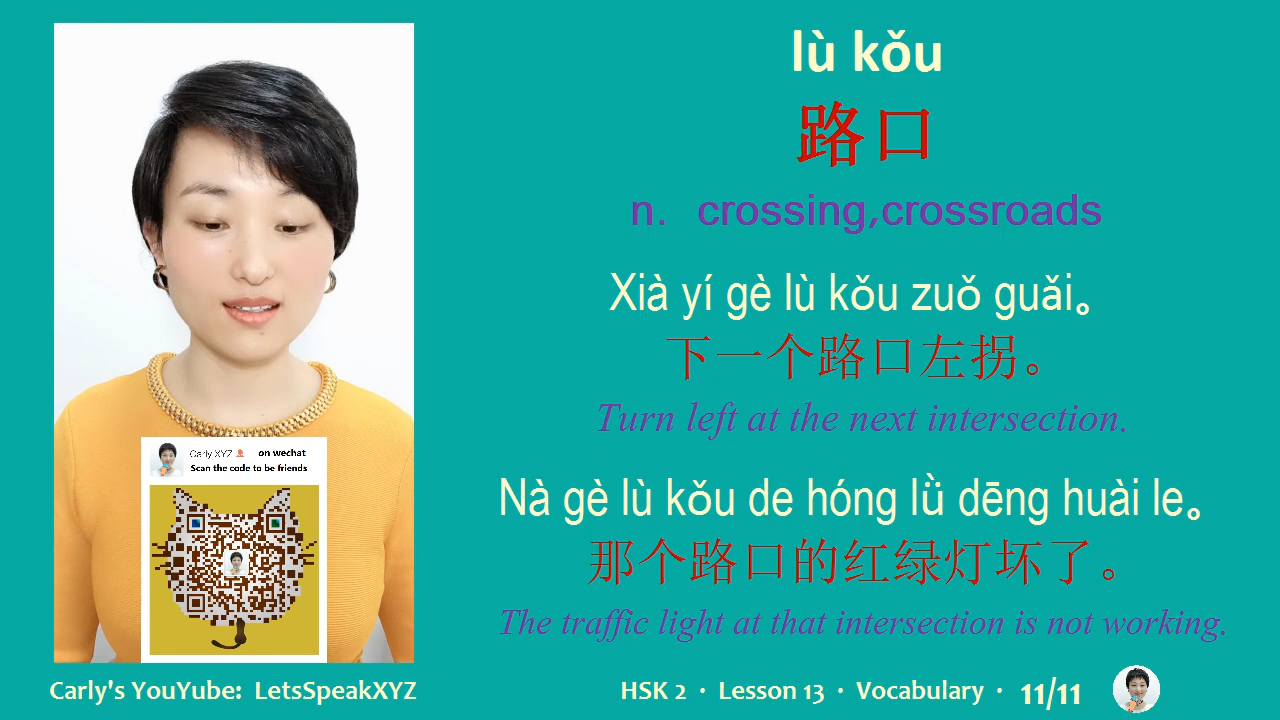 lù kǒu
路口
n. crossing,crossroads
Xià yí gè lù kǒu zuǒ guǎi。
下一个路口左拐。
Turn left at the next intersection.
Nà gè lù kǒu de hóng lǜ dēng huài le。
那个路口的红绿灯坏了。
The traffic light at that intersection is not working.
Carly XYZ on wechat
Scan the code to be friends
Carly's YouYube: LetsSpeakXYZ
HSK 2 · Lesson 13 · Vocabulary · 11/11